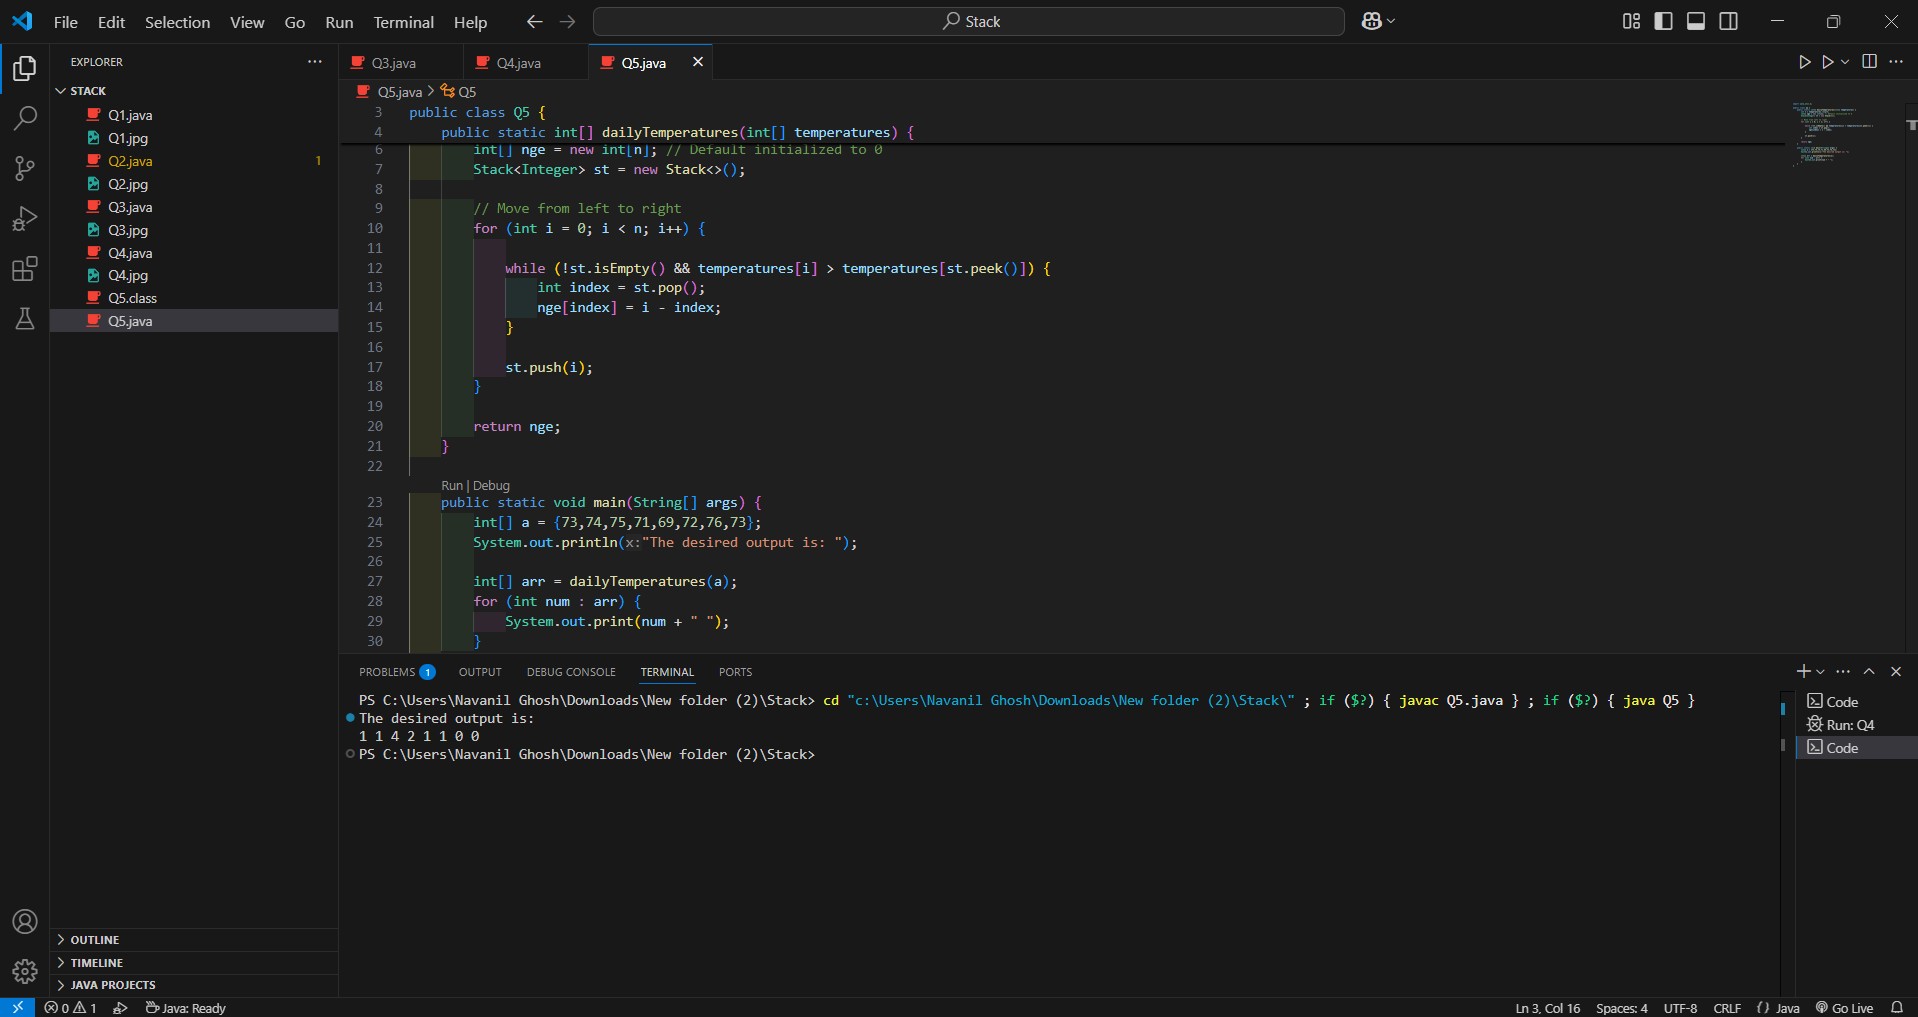 File Edit Selection View Go Run Terminal Help
Stack
EXPLORER
STACK
Q1.java
Q1.jpg
Q2.java 1
Q2.jpg
Q3.java
Q3.jpg
Q4.java
Q4.jpg
Q5.class
Q5.java
OUTLINE
TIMELINE
JAVA PROJECTS
Q3.java Q4.java Q5.java
Q5.java > Q5
3 public class Q5 {
4 public static int[] dailyTemperatures(int[] temperatures) {
6 int[] nge = new int[n]; // Default initialized to 0
7 Stack<Integer> st = new Stack<>();
8
9 // Move from left to right
10 for (int i = 0; i < n; i++) {
11
12 while (!st.isEmpty() && temperatures[i] > temperatures[st.peek()]) {
13 int index = st.pop();
14 nge[index] = i - index;
15 }
16
17 st.push(i);
18 }
19
20 return nge;
21 }
22
Run | Debug
23 public static void main(String[] args) {
24 int[] a = {73,74,75,71,69,72,76,73};
25 System.out.println(x:"The desired output is: ");
26
27 int[] arr = dailyTemperatures(a);
28 for (int num : arr) {
29 System.out.print(num + " ");
30 }
PROBLEMS 1 OUTPUT DEBUG CONSOLE TERMINAL PORTS
PS C:\Users\Navanil Ghosh\Downloads\New folder (2)\Stack> cd "c:\Users\Navanil Ghosh\Downloads\New folder (2)\Stack\" ; if ($?) { javac Q5.java } ; if ($?) { java Q5 }
The desired output is:
1 1 4 2 1 1 0 0
PS C:\Users\Navanil Ghosh\Downloads\New folder (2)\Stack>
Code
Run: Q4
Code
0 1 Java: Ready Ln 3, Col 16 Spaces: 4 UTF-8 CRLF {} Java Go Live